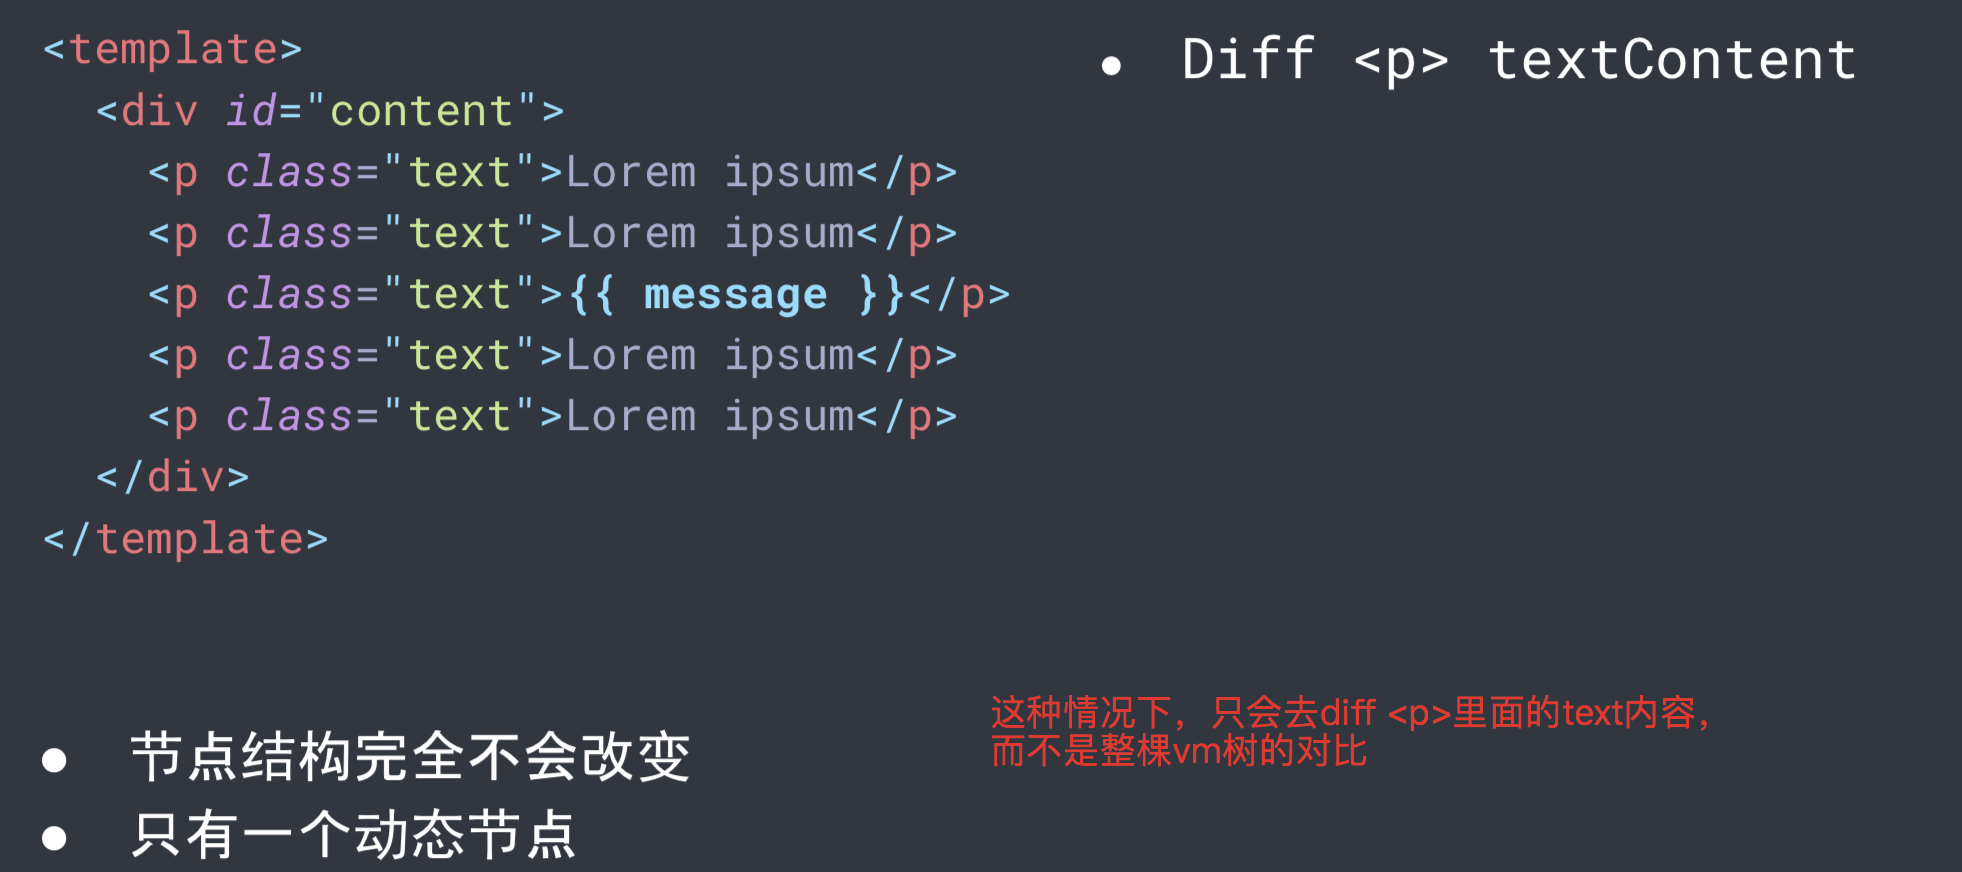 <template>
<div id="content">
<p class="text">Lorem ipsum</p>
<p class="text">Lorem ipsum</p>
<p class="text">{{ message }}</p>
<p class="text">Lorem ipsum</p>
<p class="text">Lorem ipsum</p>
</div>
</template>
• Diff <p> textContent
• 节点结构完全不会改变
• 只有一个动态节点
这种情况下，只会去diff <p>里面的text内容，
而不是整棵vm树的对比